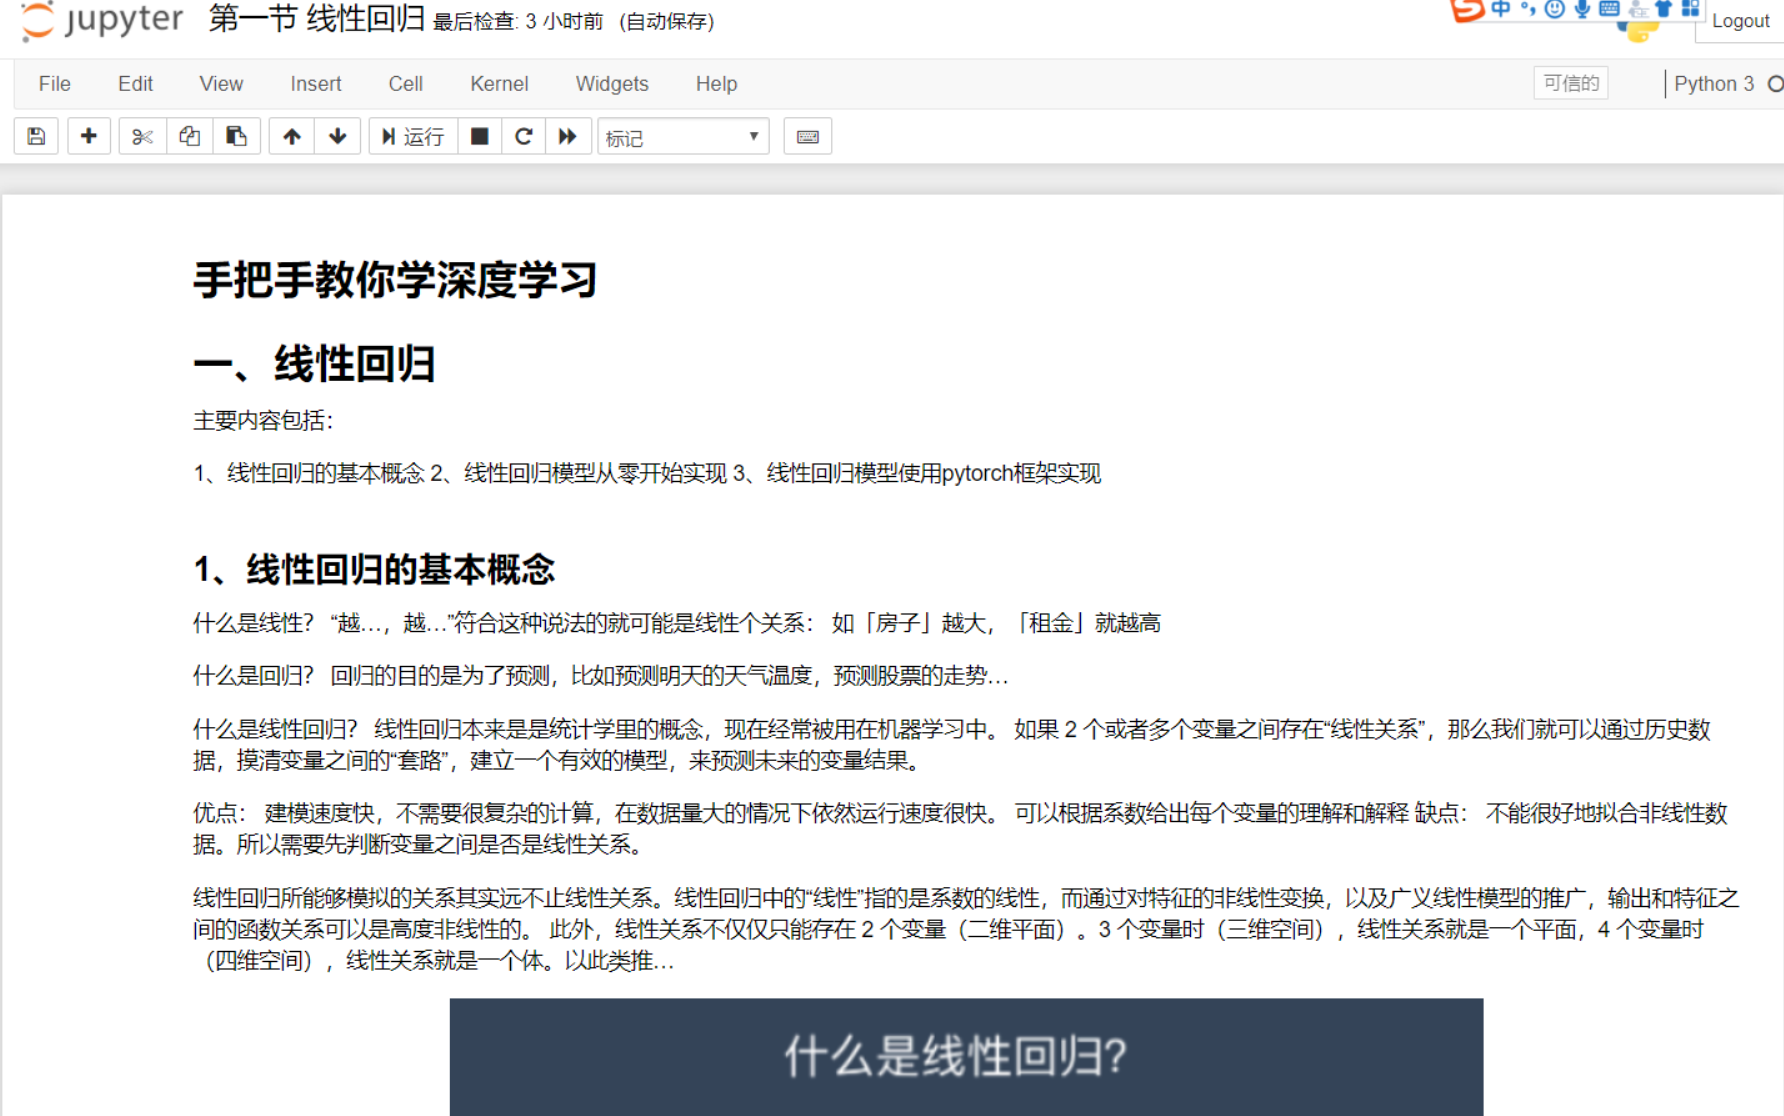 jupyter 第一节 线性回归 最后检查: 3 小时前 (自动保存)
中
Logout
File Edit View Insert Cell Kernel Widgets Help 可信的 Python 3
运行 标记
手把手教你学深度学习
一、线性回归
主要内容包括：
1、线性回归的基本概念 2、线性回归模型从零开始实现 3、线性回归模型使用pytorch框架实现
1、线性回归的基本概念
什么是线性？ “越…，越…”符合这种说法的就可能是线性个关系： 如「房子」越大，「租金」就越高
什么是回归？ 回归的目的是为了预测，比如预测明天的天气温度，预测股票的走势…
什么是线性回归？ 线性回归本来是是统计学里的概念，现在经常被用在机器学习中。 如果 2 个或者多个变量之间存在“线性关系”，那么我们就可以通过历史数
据，摸清变量之间的“套路”，建立一个有效的模型，来预测未来的变量结果。
优点： 建模速度快，不需要很复杂的计算，在数据量大的情况下依然运行速度很快。 可以根据系数给出每个变量的理解和解释 缺点： 不能很好地拟合非线性数
据。所以需要先判断变量之间是否是线性关系。
线性回归所能够模拟的关系其实远不止线性关系。线性回归中的“线性”指的是系数的线性，而通过对特征的非线性变换，以及广义线性模型的推广，输出和特征之
间的函数关系可以是高度非线性的。 此外，线性关系不仅仅只能存在 2 个变量（二维平面）。3 个变量时（三维空间），线性关系就是一个平面，4 个变量时
（四维空间），线性关系就是一个体。以此类推…
什么是线性回归?